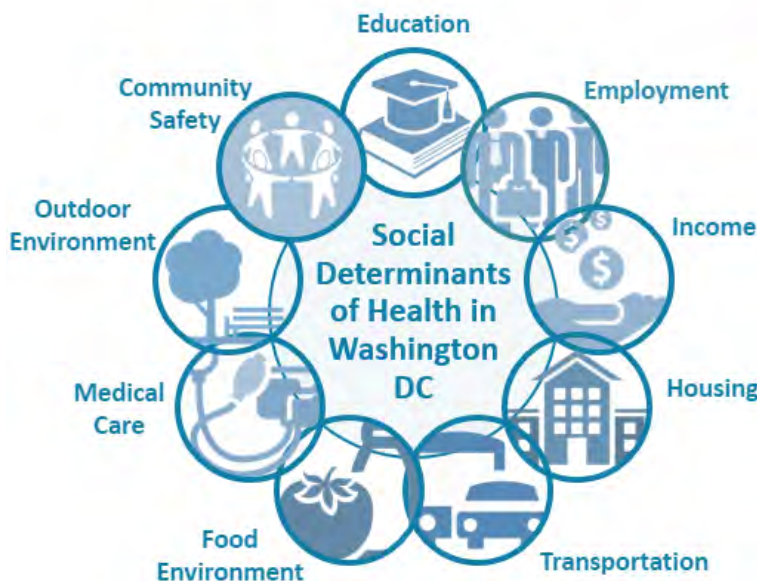 Education
Community
Safety
Employment
Outdoor
Environment
Income
Social
Determinants
of Health in
Washington
DC
Medical
Care
Housing
Food
Environment
Transportation
$
$
$